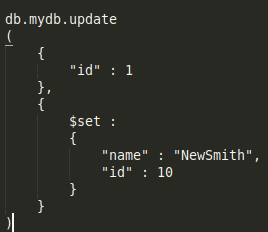 db.mydb.update
(
    {
        "id" : 1
    },
    {
        $set :
        {
            "name" : "NewSmith",
            "id" : 10
        }
    }
)